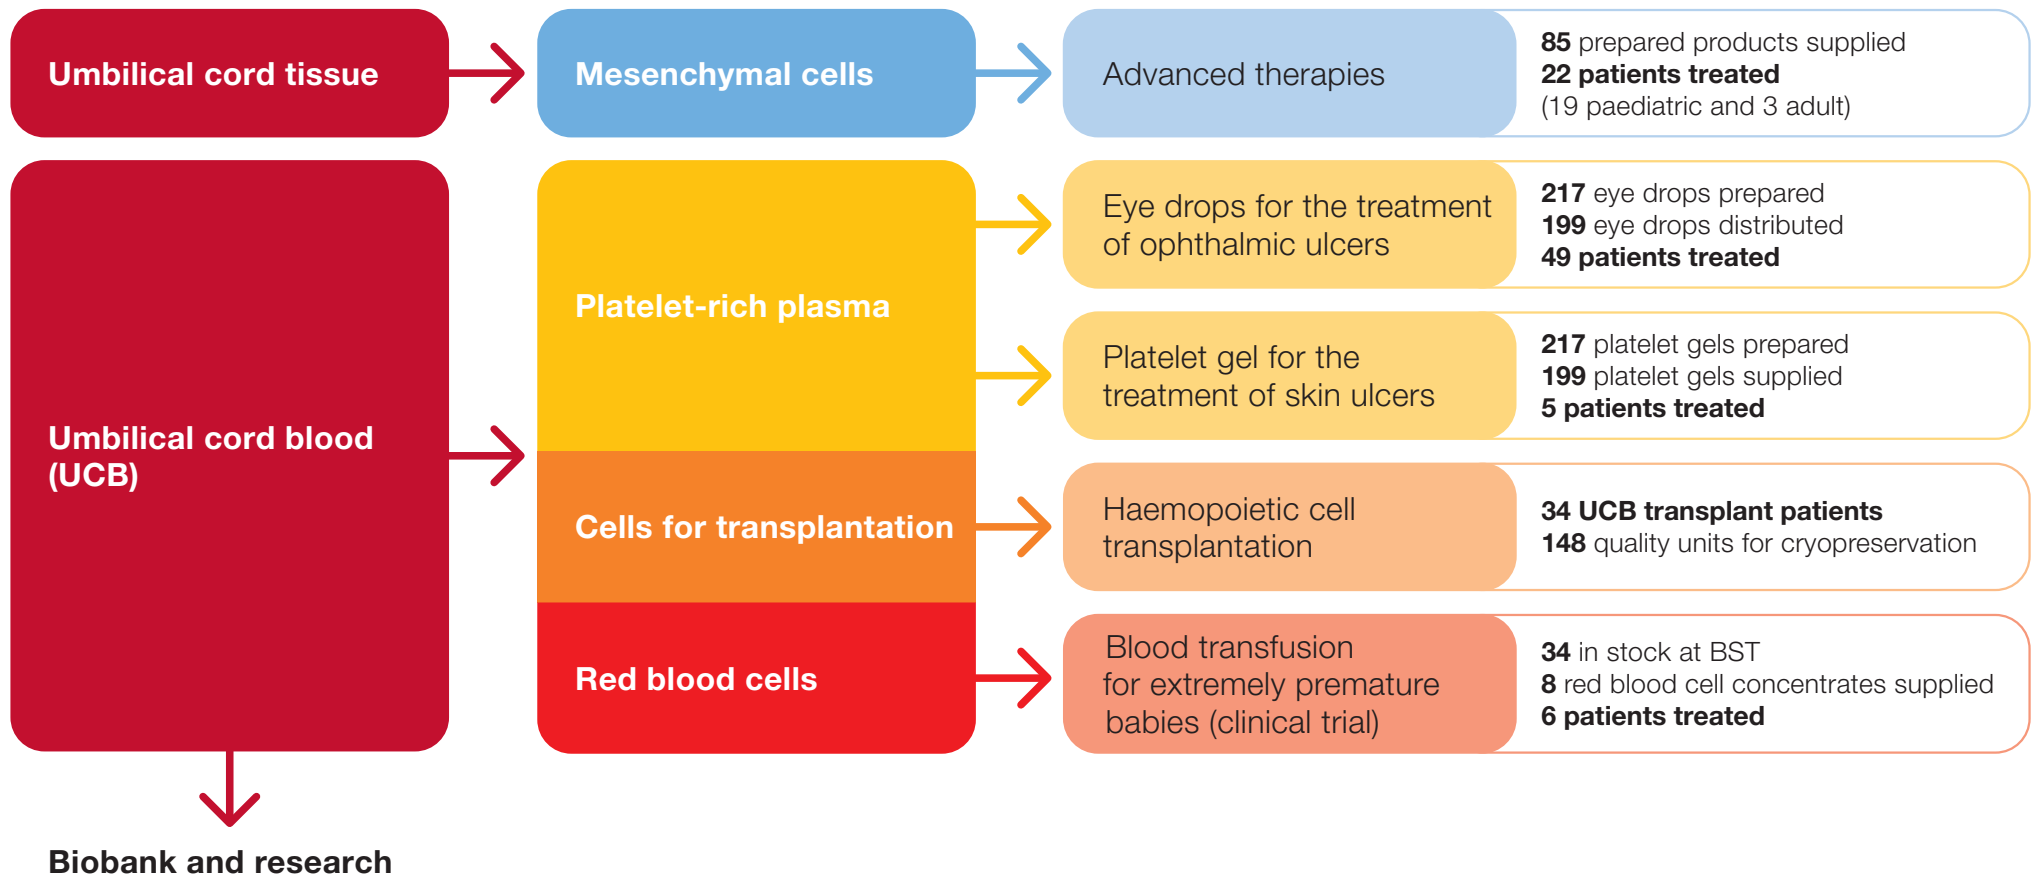 Umbilical cord tissue
Mesenchymal cells
Advanced therapies
85 prepared products supplied
22 patients treated
(19 paediatric and 3 adult)
Umbilical cord blood
(UCB)
Platelet-rich plasma
Eye drops for the treatment
of ophthalmic ulcers
217 eye drops prepared
199 eye drops distributed
49 patients treated
Platelet gel for the
treatment of skin ulcers
217 platelet gels prepared
199 platelet gels supplied
5 patients treated
Cells for transplantation
Haemopoietic cell
transplantation
34 UCB transplant patients
148 quality units for cryopreservation
Red blood cells
Blood transfusion
for extremely premature
babies (clinical trial)
34 in stock at BST
8 red blood cell concentrates supplied
6 patients treated
Biobank and research